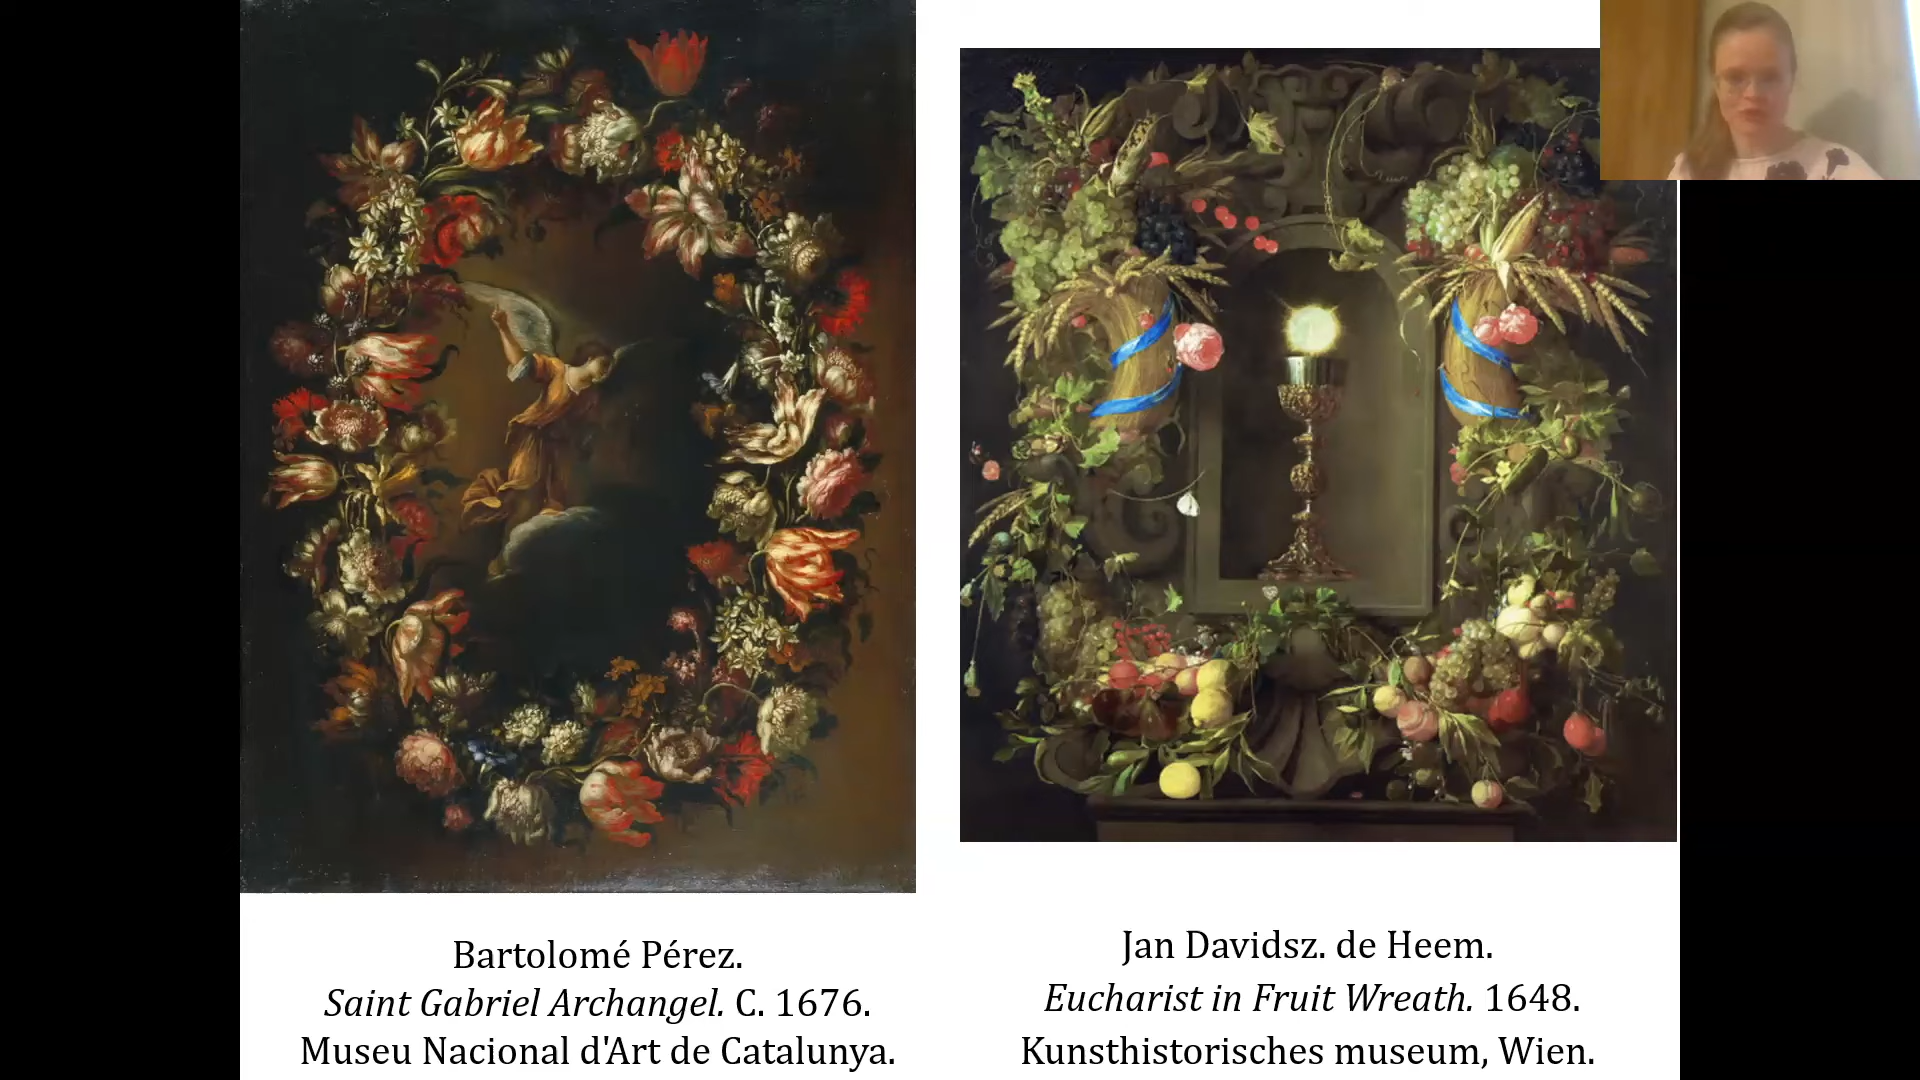 Bartolomé Pérez.
Saint Gabriel Archangel. C. 1676.
Museu Nacional d'Art de Catalunya.
Jan Davidsz. de Heem.
Eucharist in Fruit Wreath. 1648.
Kunsthistorisches museum, Wien.